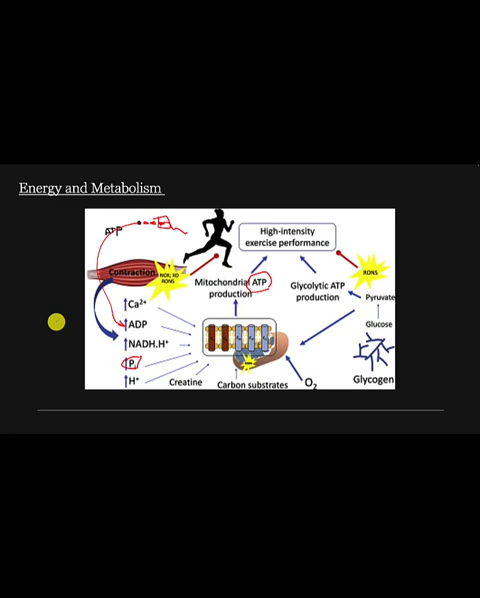 Energy and Metabolism
ATP
High-intensity
exercise performance
Contraction
NOX, XO
RONS
RONS
Mitochondrial ATP
production
Glycolytic ATP
production
Pyruvate
Glucose
Glycogen
↑Ca²⁺
↑ADP
↑NADH.H⁺
↑Pi
↑H⁺
Creatine
Carbon substrates
O₂